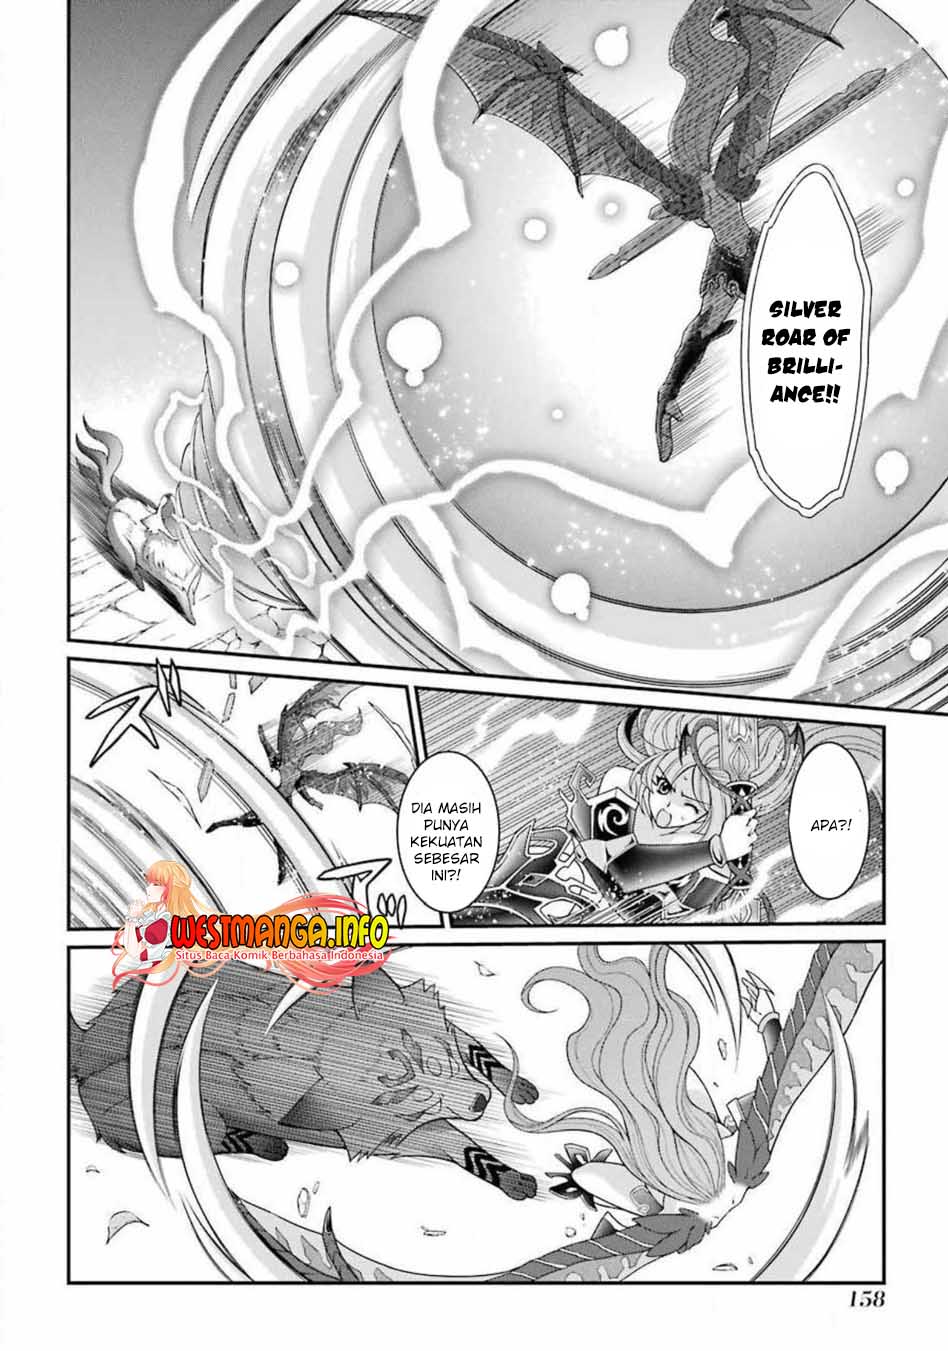 SILVER
ROAR OF
BRILLI-
ANCE!!
APA?!
DIA MASIH
PUNYA
KEKUATAN
SEBESAR
INI?!
WESTMANGA.INFO
Situs Baca Komik Berbahasa Indonesia
158